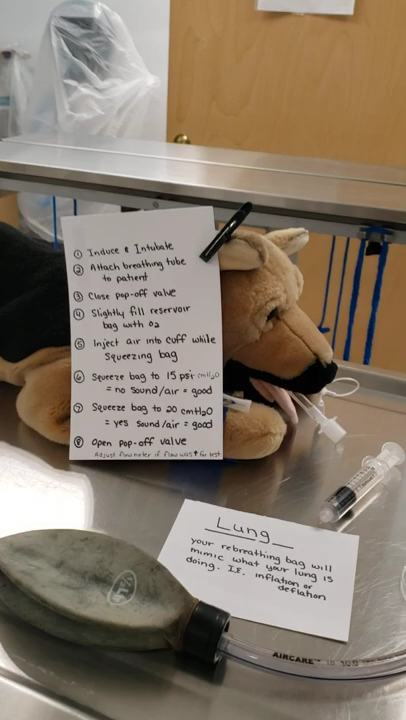 ① Induce & Intubate
② Attach breathing tube
to patient
③ Close pop-off valve
④ Slightly fill reservoir
bag with O2
⑤ Inject air into cuff while
Squeezing bag
⑥ Squeeze bag to 15 psi cmH2O
= no sound/air = good
⑦ Squeeze bag to 20 cmH2O
= yes sound/air = good
⑧ Open pop-off valve
Adjust flowmeter if flow was ↑ for test
Lung
your rebreathing bag will
mimic what your lung is
doing. I.E. inflation or
deflation
AIRCARE™